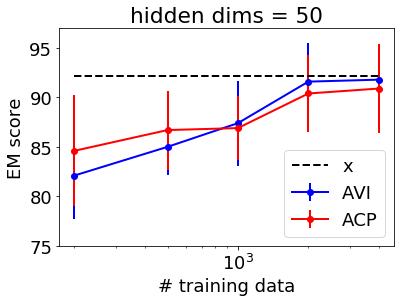 hidden dims = 50
EM score
95
90
85
80
75
x
AVI
ACP
10³
# training data